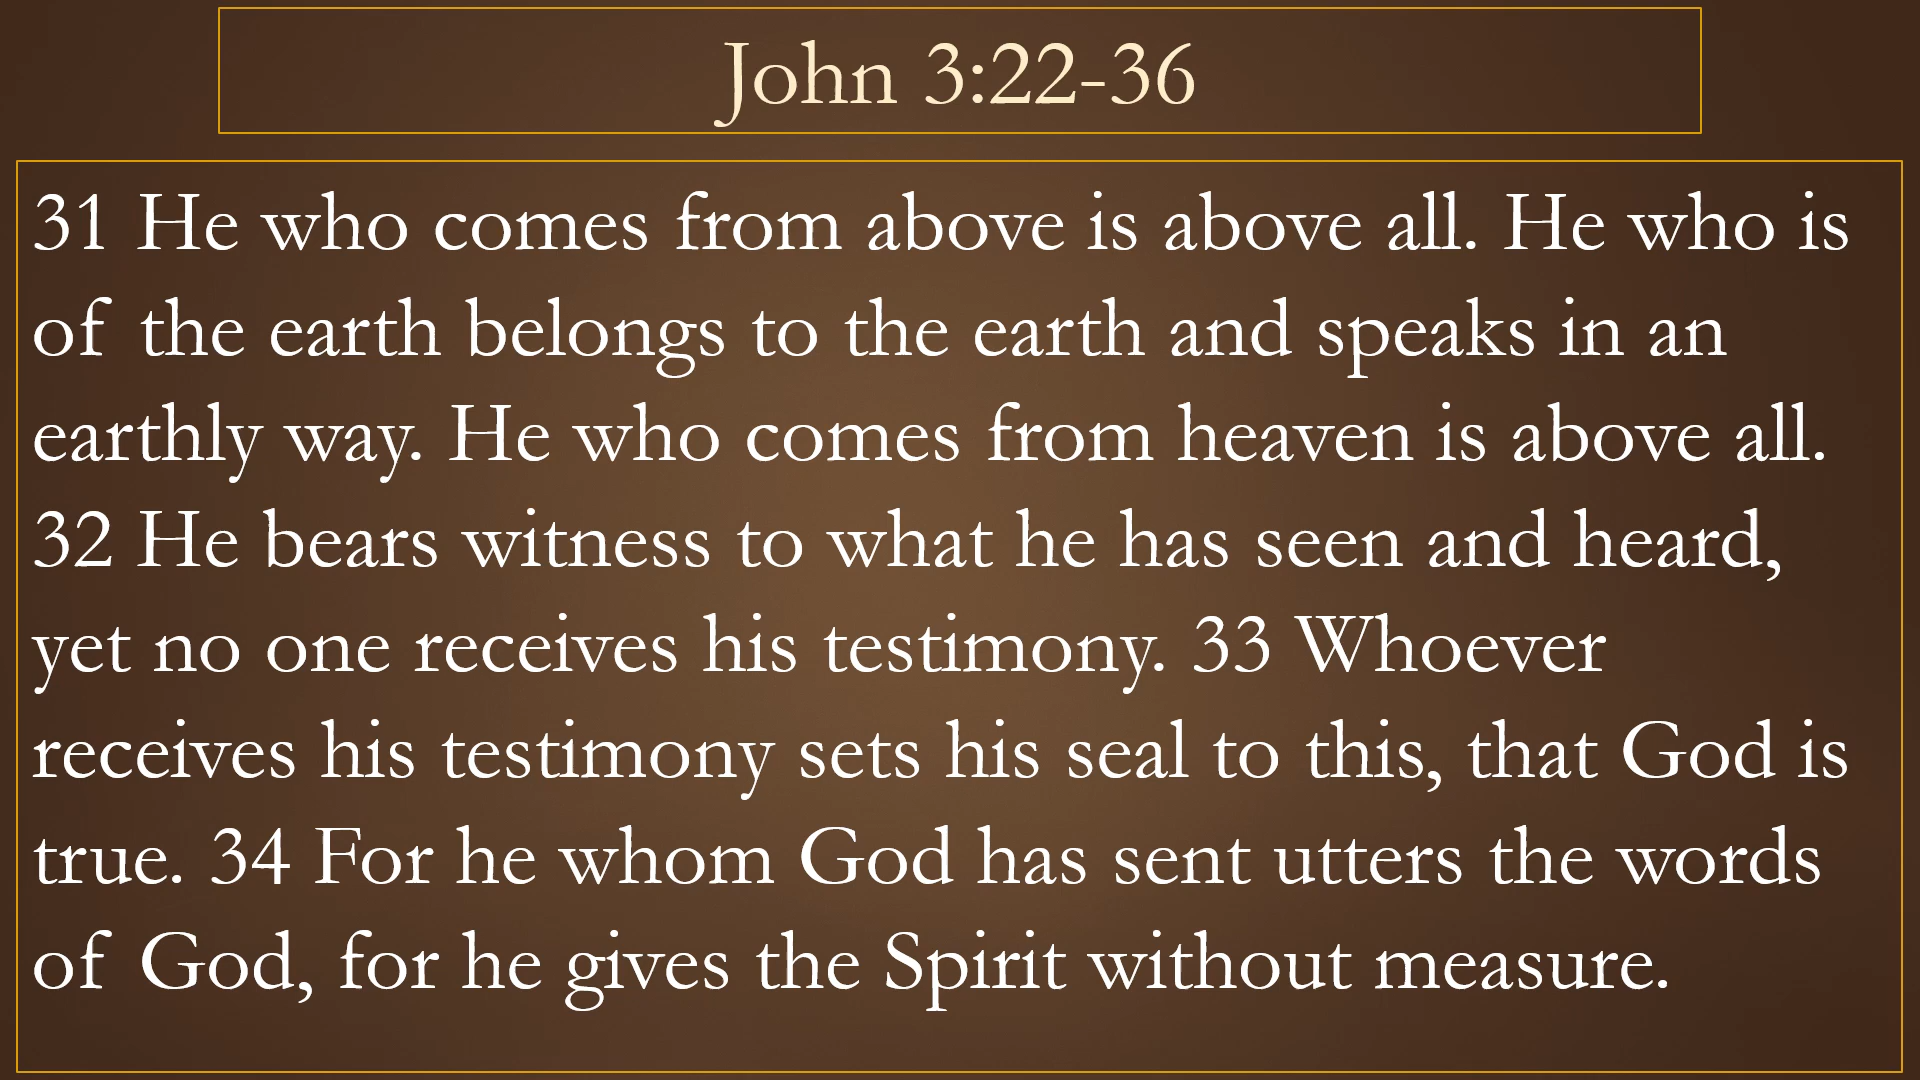 John 3:22-36
31 He who comes from above is above all. He who is
of the earth belongs to the earth and speaks in an
earthly way. He who comes from heaven is above all.
32 He bears witness to what he has seen and heard,
yet no one receives his testimony. 33 Whoever
receives his testimony sets his seal to this, that God is
true. 34 For he whom God has sent utters the words
of God, for he gives the Spirit without measure.